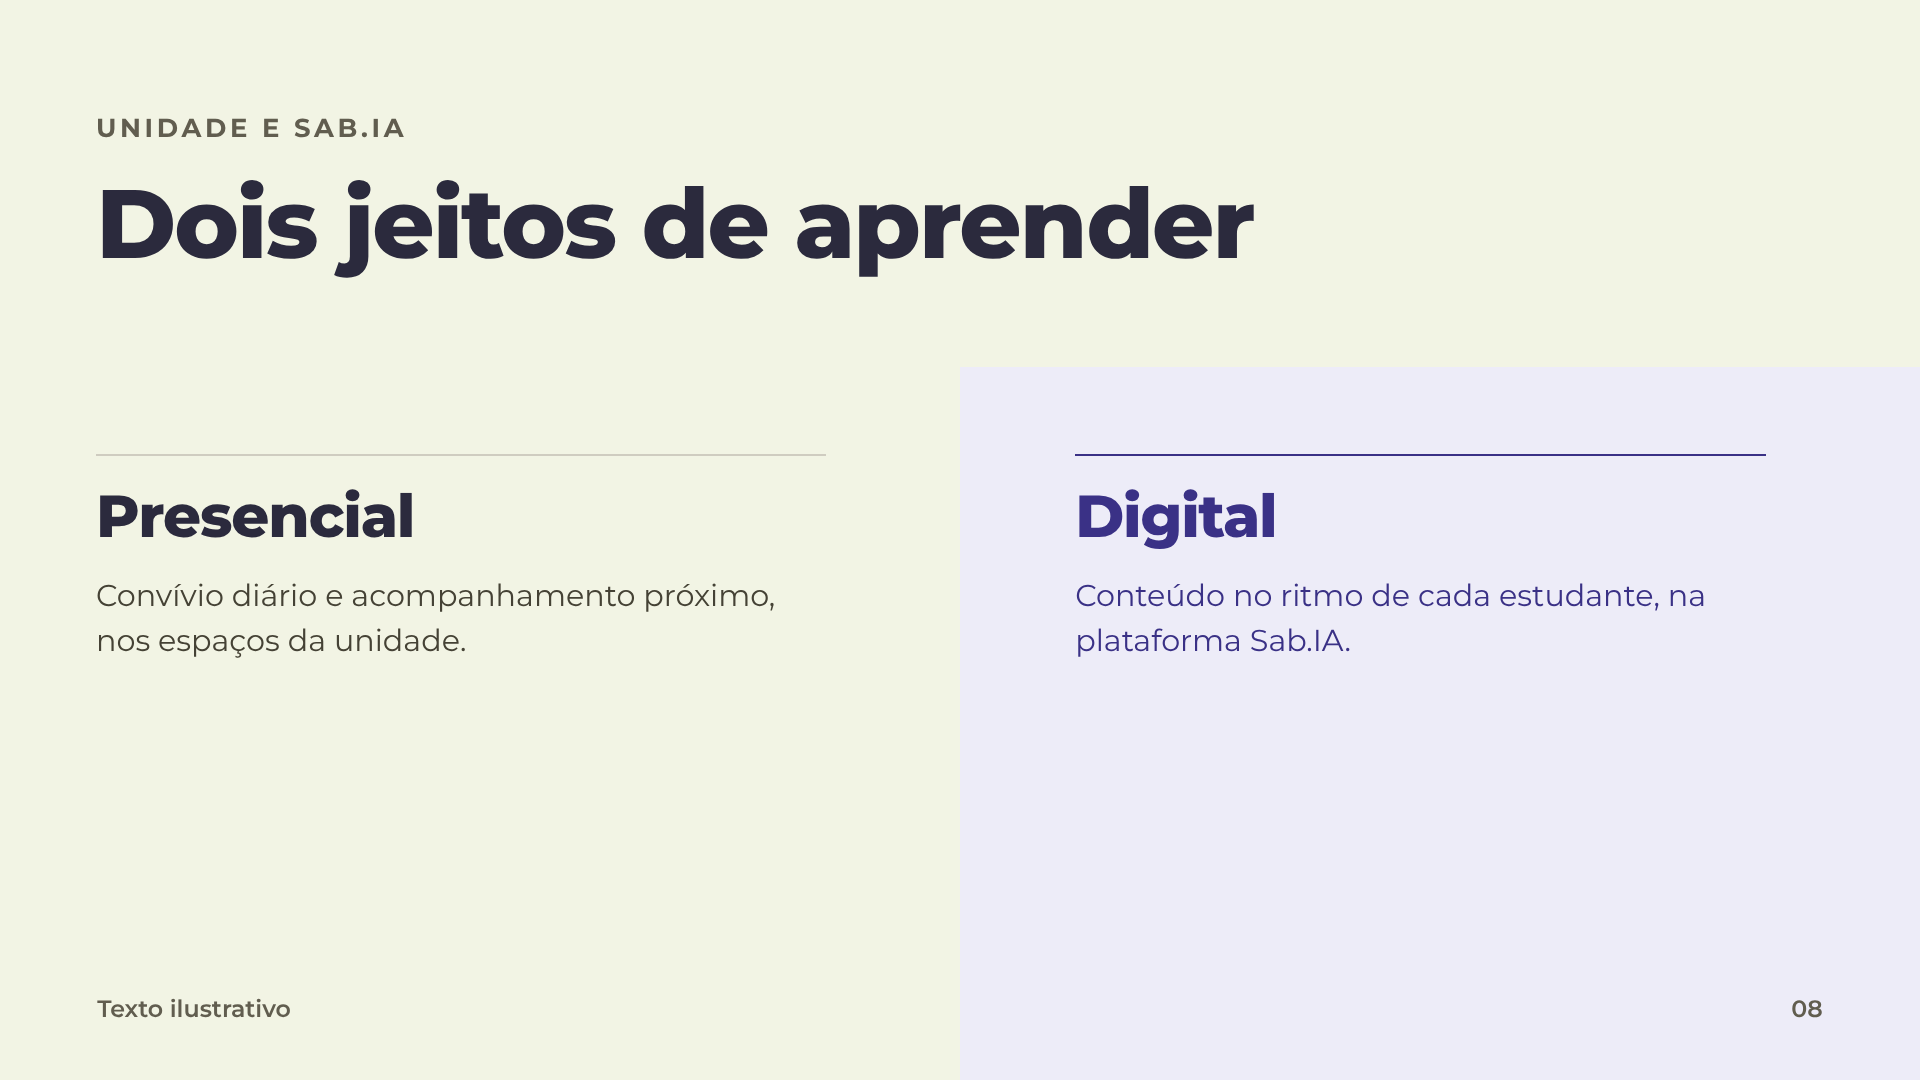 UNIDADE E SAB.IA
Dois jeitos de aprender
Presencial
Convívio diário e acompanhamento próximo,
nos espaços da unidade.
Digital
Conteúdo no ritmo de cada estudante, na
plataforma Sab.IA.
Texto ilustrativo
08